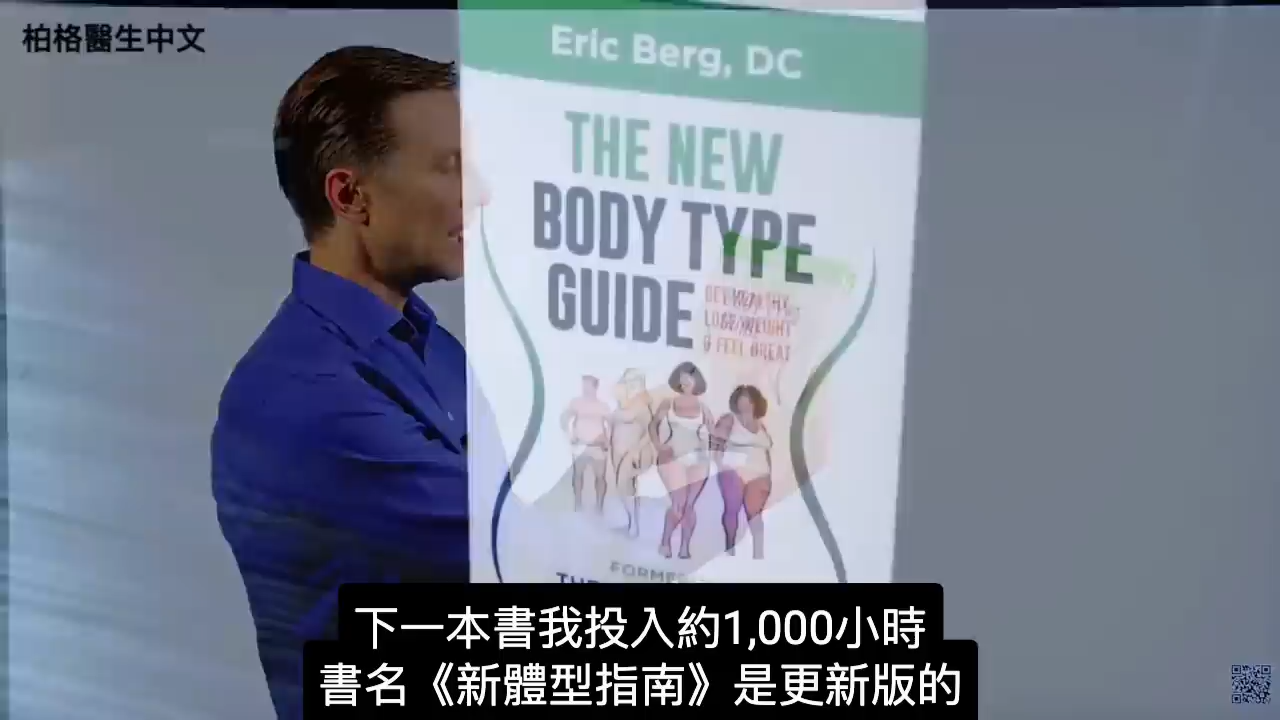 柏格醫生中文
Eric Berg, DC
THE NEW
BODY TYPE
GUIDE
& FEEL GREAT
下一本書我投入約1,000小時
書名《新體型指南》是更新版的